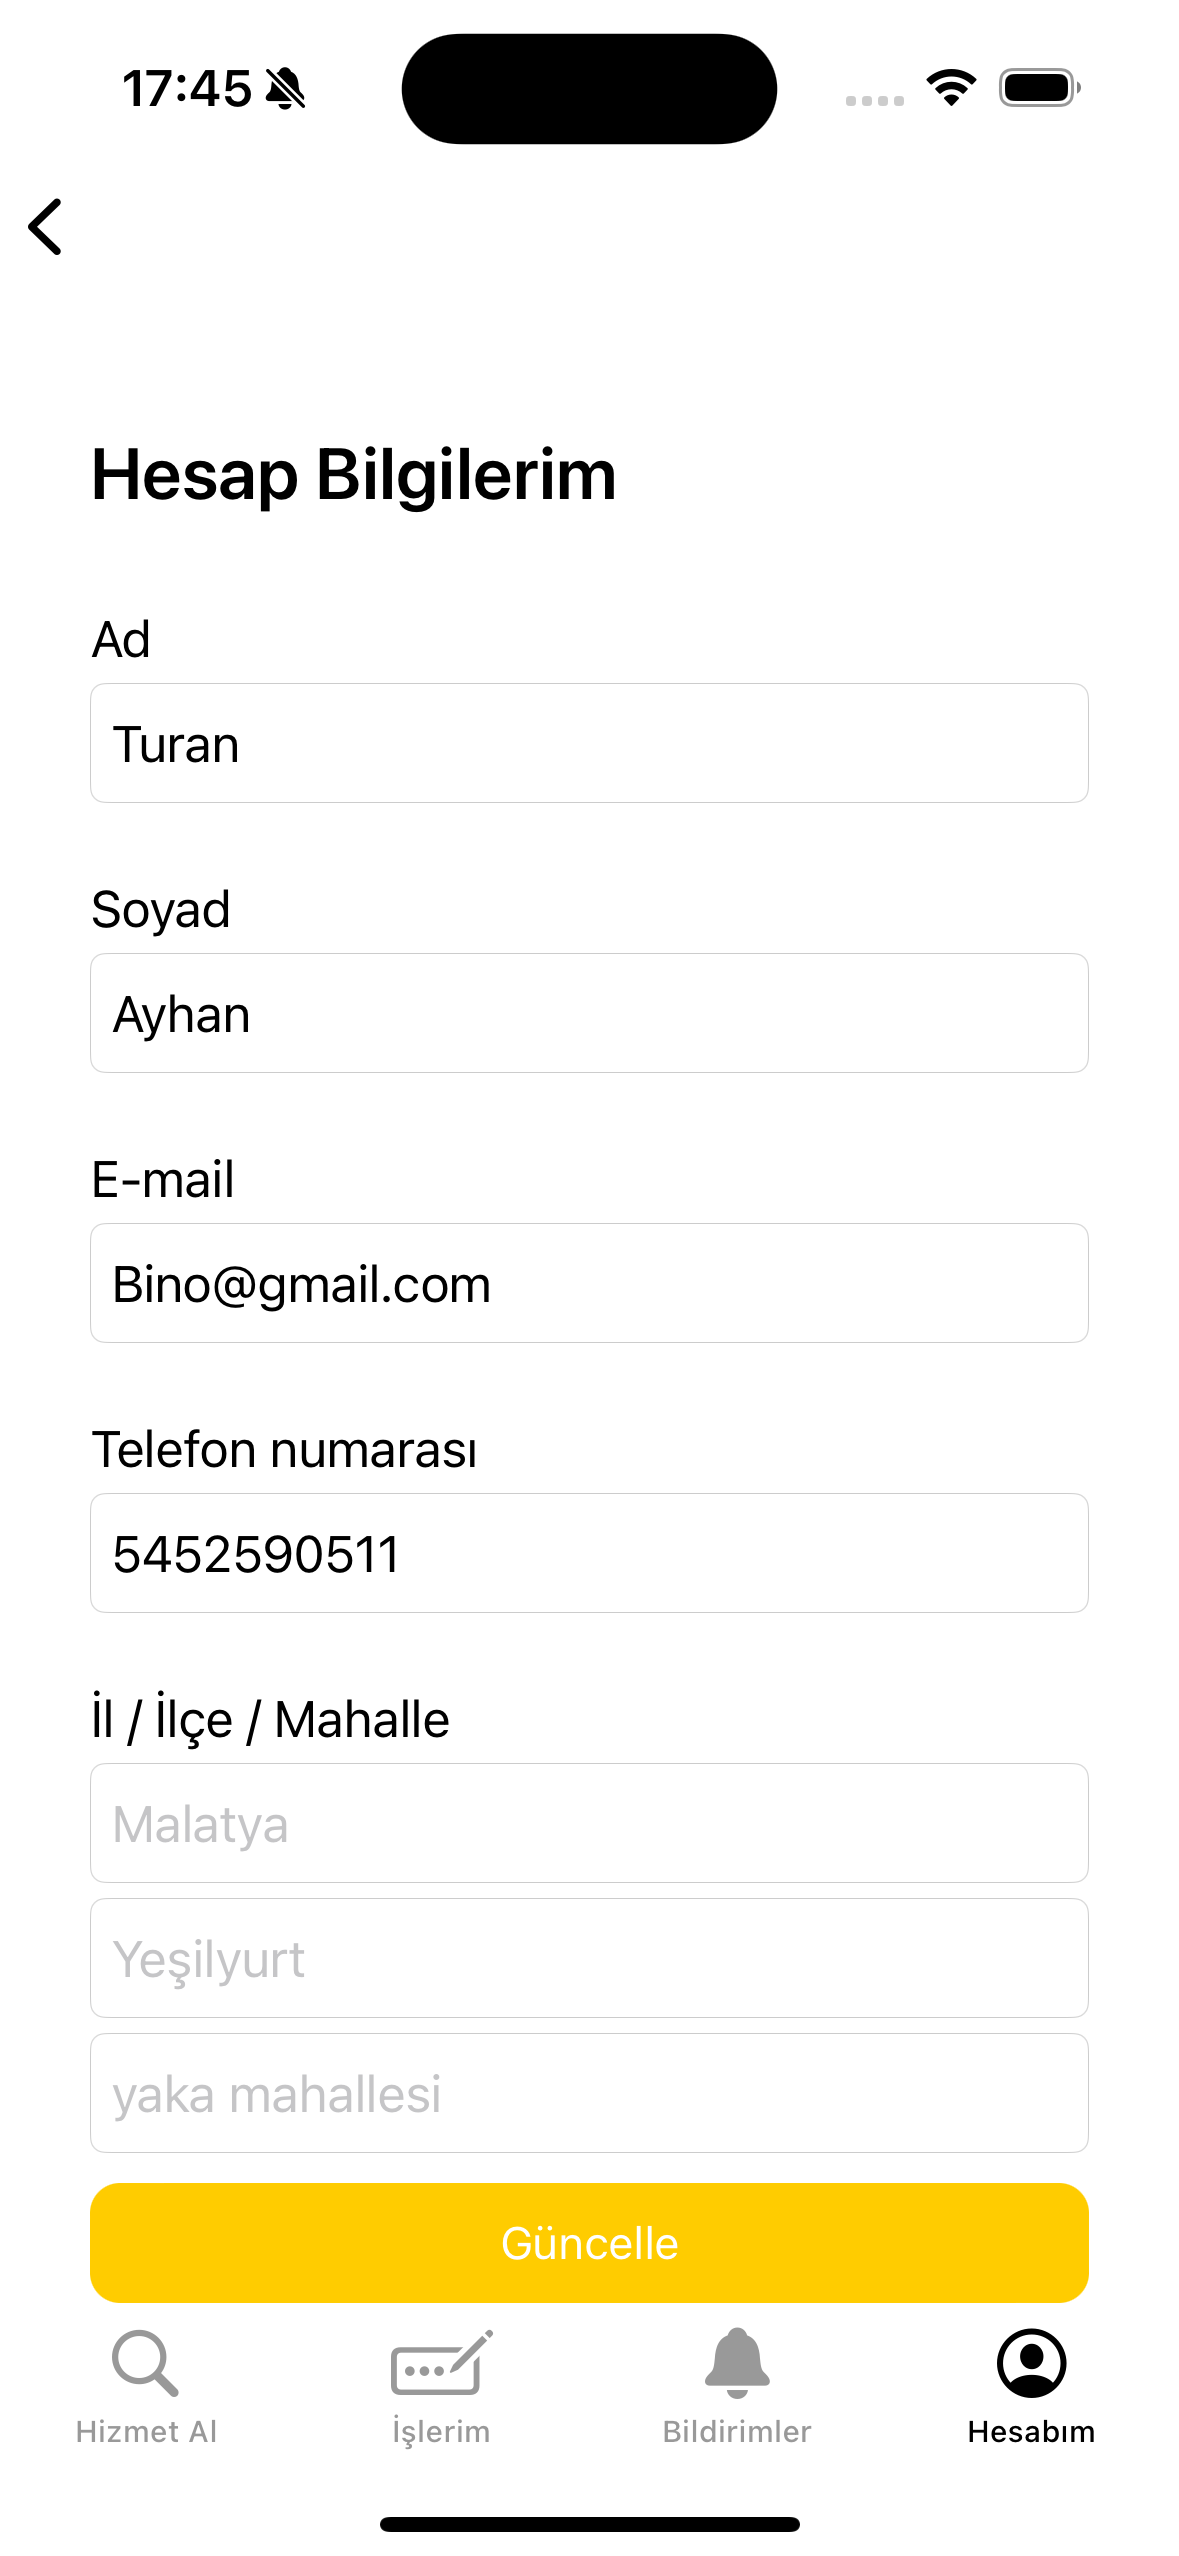 17:45
Hesap Bilgilerim
Ad
Turan
Soyad
Ayhan
E-mail
Bino@gmail.com
Telefon numarası
5452590511
İl / İlçe / Mahalle
Malatya
Yeşilyurt
yaka mahallesi
Güncelle
Hizmet Al
İşlerim
Bildirimler
Hesabım